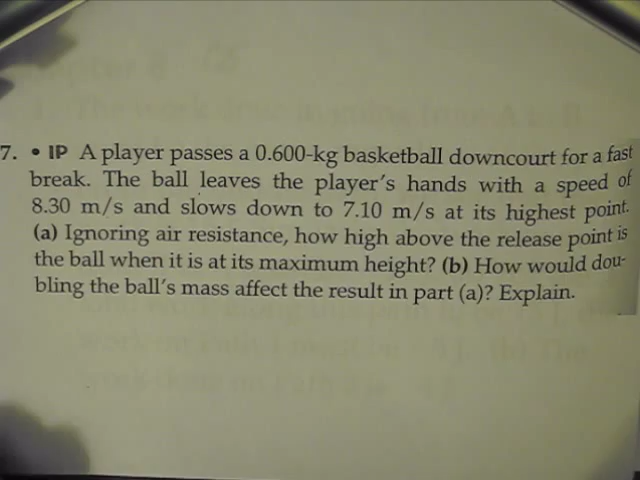 7. • IP A player passes a 0.600-kg basketball downcourt for a fast
break. The ball leaves the player's hands with a speed of
8.30 m/s and slows down to 7.10 m/s at its highest point.
(a) Ignoring air resistance, how high above the release point is
the ball when it is at its maximum height? (b) How would dou-
bling the ball's mass affect the result in part (a)? Explain.